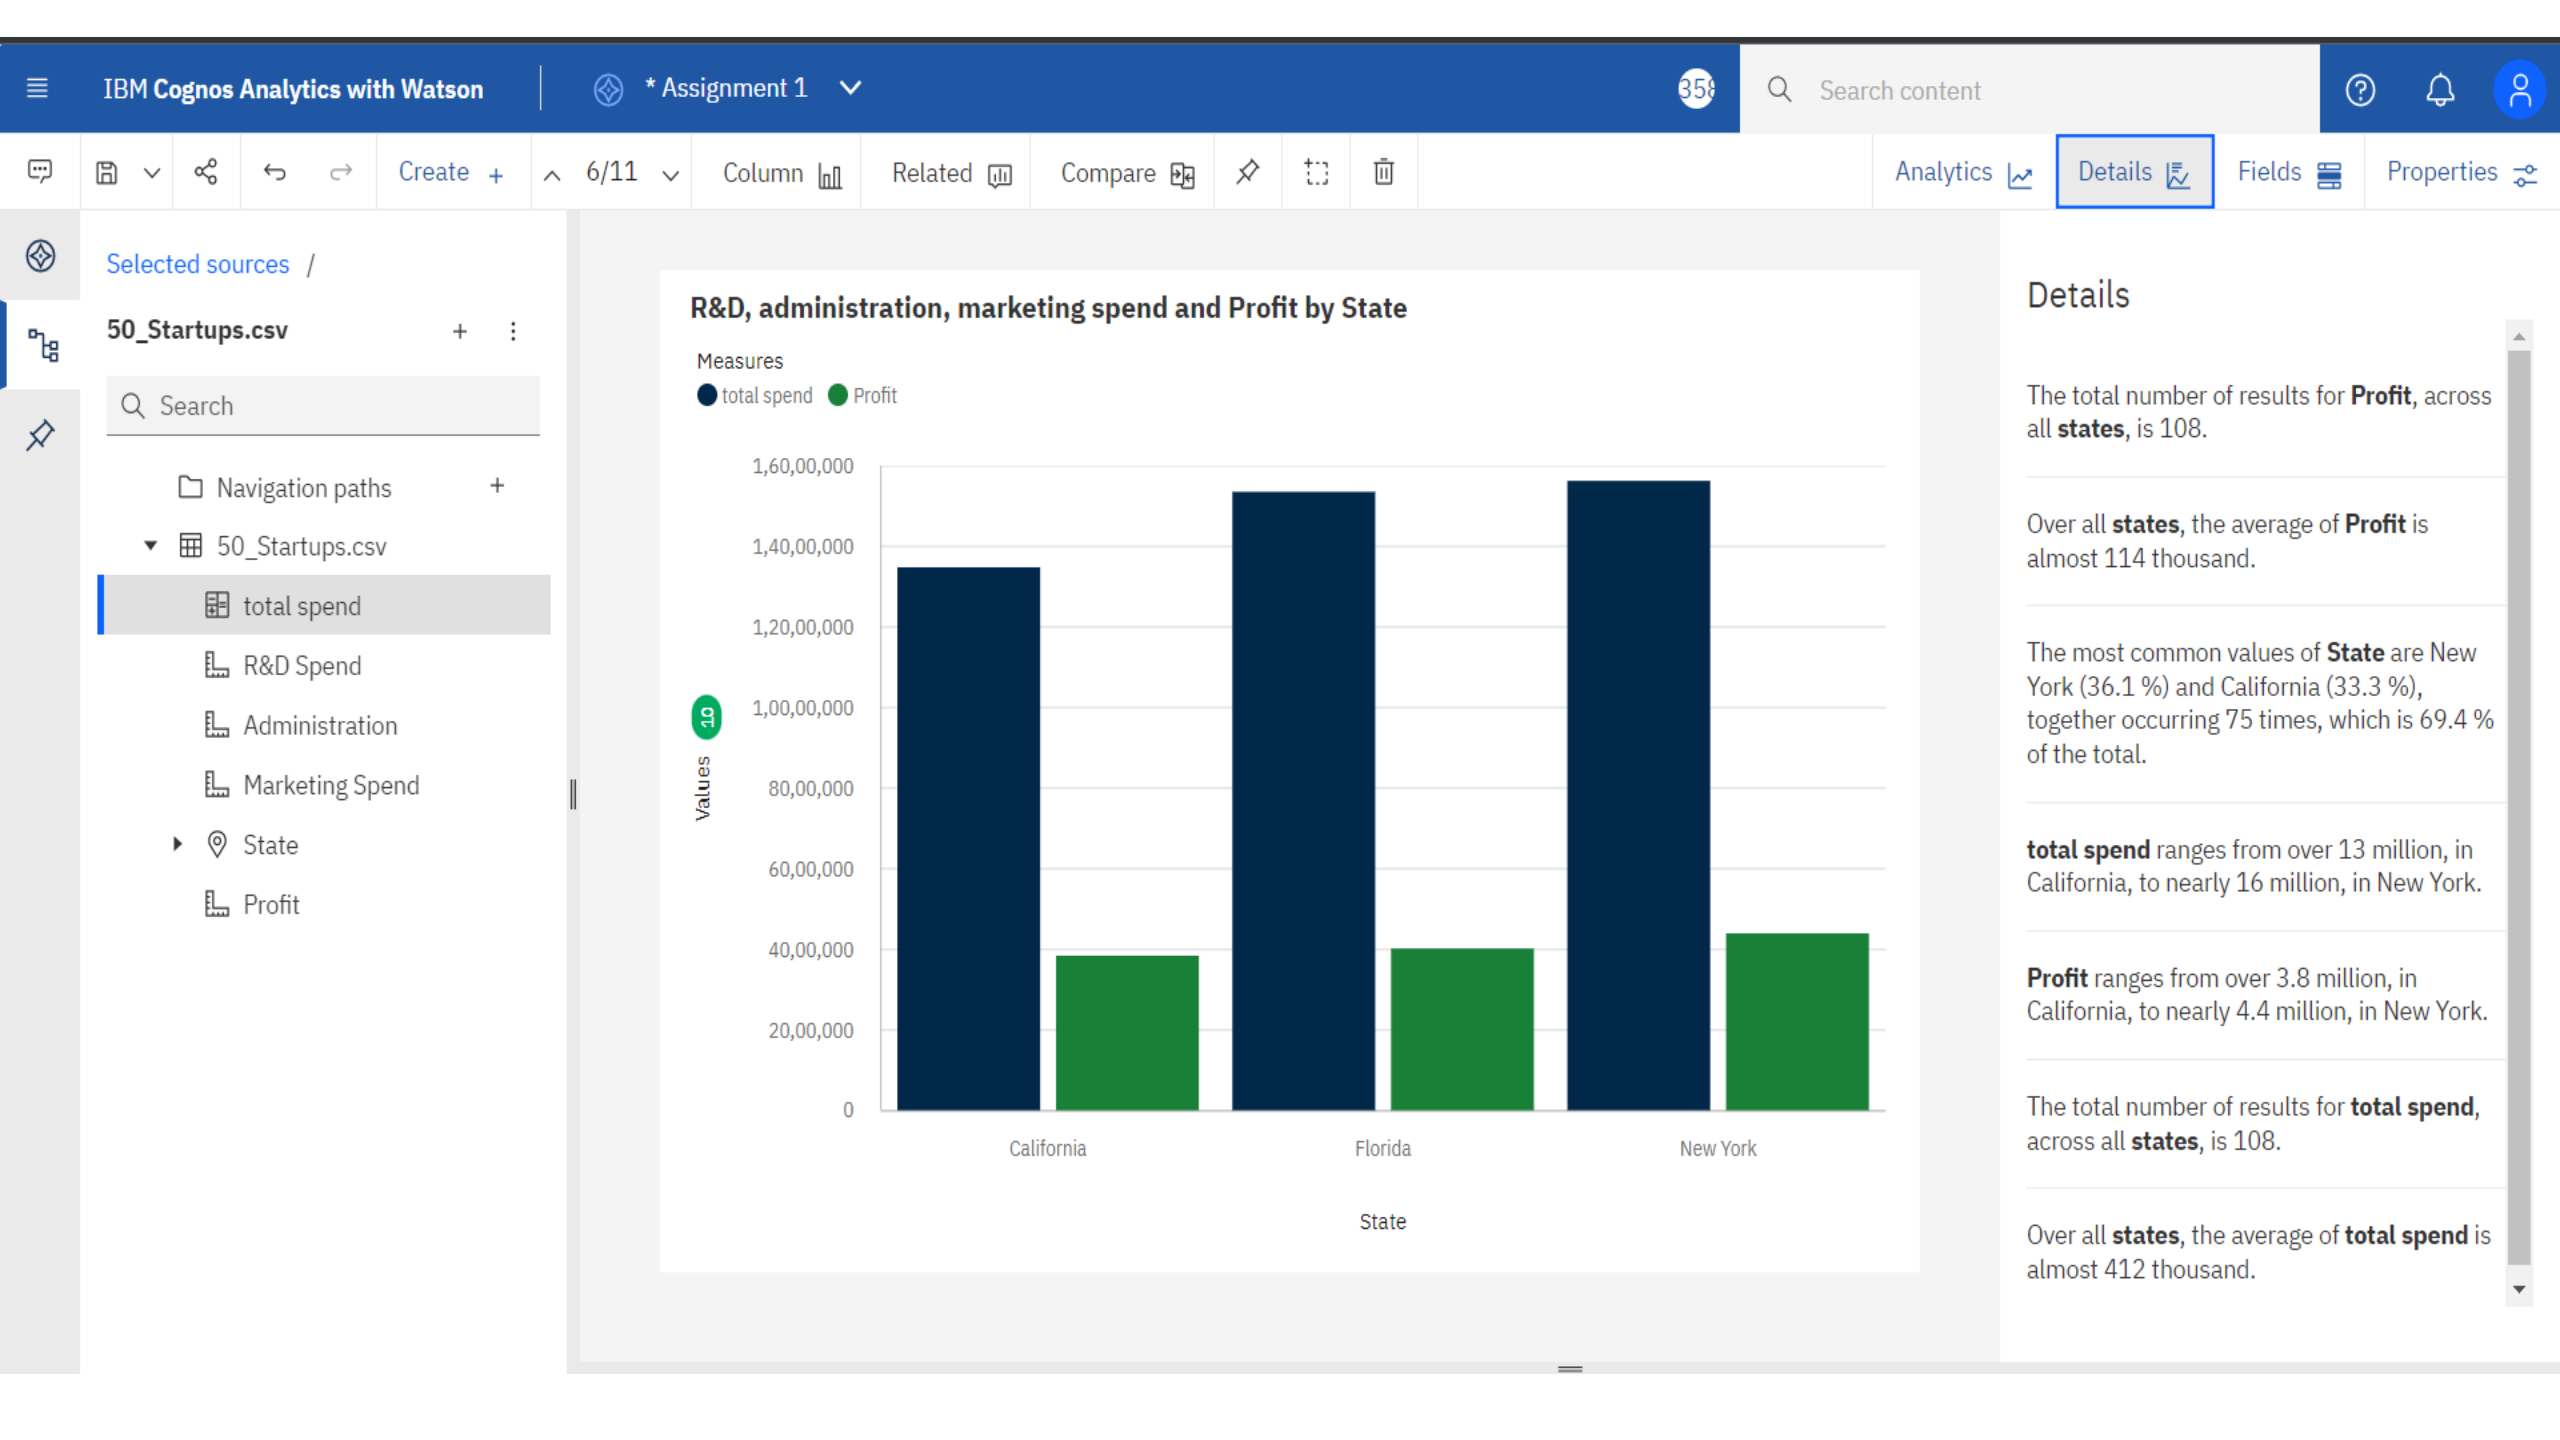 IBM Cognos Analytics with Watson
* Assignment 1
358
Search content
Create +
6/11
Column
Related
Compare
Analytics
Details
Fields
Properties
Selected sources /
50_Startups.csv
Search
Navigation paths
50_Startups.csv
total spend
R&D Spend
Administration
Marketing Spend
State
Profit
R&D, administration, marketing spend and Profit by State
Measures
total spend Profit
1,60,00,000
1,40,00,000
1,20,00,000
1,00,00,000
80,00,000
60,00,000
40,00,000
20,00,000
0
Values
10
California
Florida
New York
State
Details
The total number of results for Profit, across
all states, is 108.
Over all states, the average of Profit is
almost 114 thousand.
The most common values of State are New
York (36.1 %) and California (33.3 %),
together occurring 75 times, which is 69.4 %
of the total.
total spend ranges from over 13 million, in
California, to nearly 16 million, in New York.
Profit ranges from over 3.8 million, in
California, to nearly 4.4 million, in New York.
The total number of results for total spend,
across all states, is 108.
Over all states, the average of total spend is
almost 412 thousand.